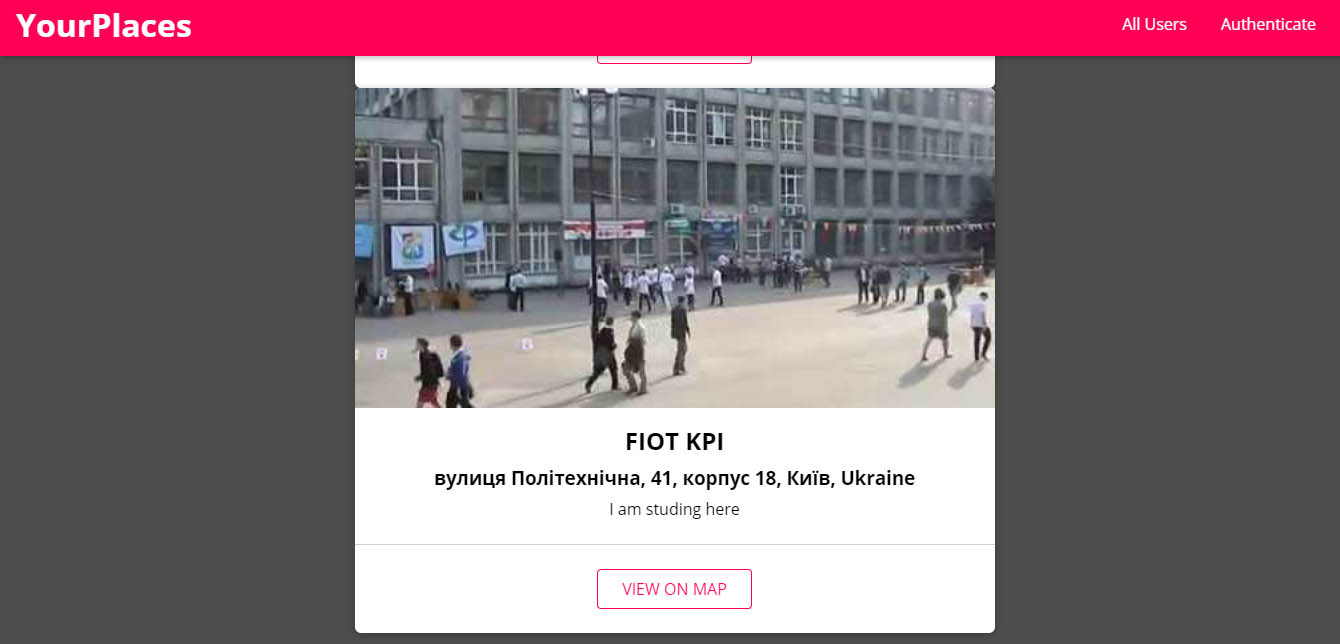 YourPlaces
All Users
Authenticate
FIOT KPI
вулиця Політехнічна, 41, корпус 18, Київ, Ukraine
I am studing here
VIEW ON MAP